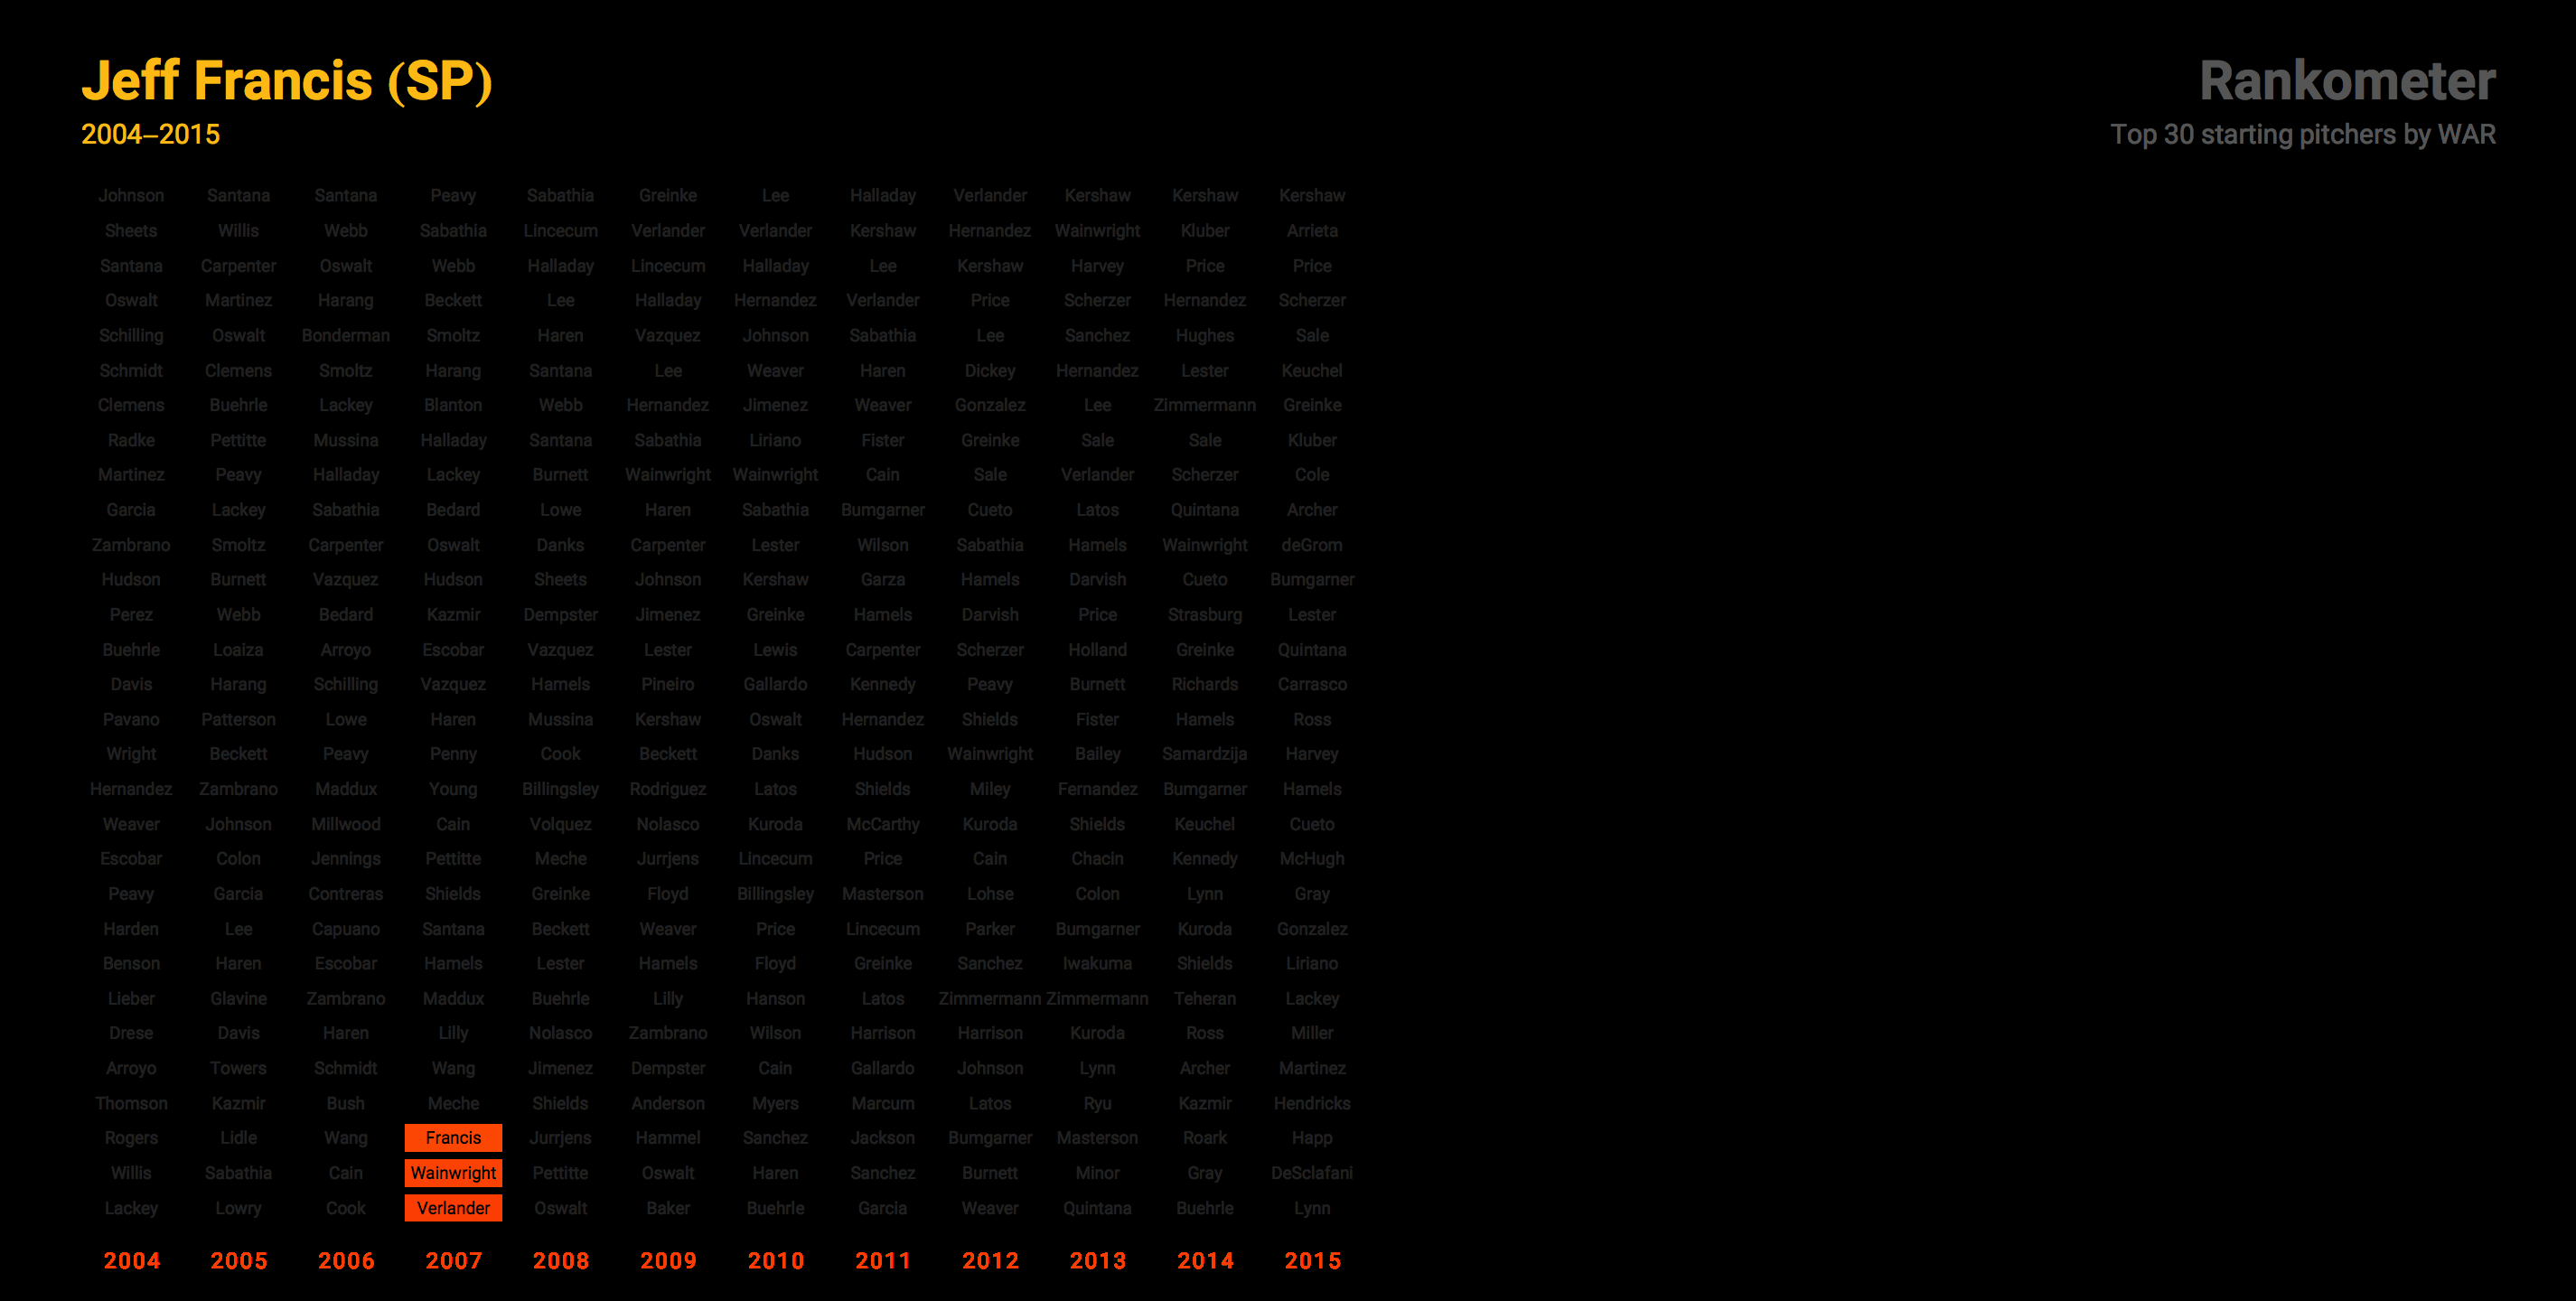 Jeff Francis (SP)
2004–2015
Rankometer
Top 30 starting pitchers by WAR
Johnson Santana Santana Peavy Sabathia Greinke Lee Halladay Verlander Kershaw Kershaw Kershaw
Sheets Willis Webb Sabathia Lincecum Verlander Verlander Kershaw Hernandez Wainwright Kluber Arrieta
Santana Carpenter Oswalt Webb Halladay Lincecum Halladay Lee Kershaw Harvey Price Price
Oswalt Martinez Harang Beckett Lee Halladay Hernandez Verlander Price Scherzer Hernandez Scherzer
Schilling Oswalt Bonderman Smoltz Haren Vazquez Johnson Sabathia Lee Sanchez Hughes Sale
Schmidt Clemens Smoltz Harang Santana Lee Weaver Haren Dickey Hernandez Lester Keuchel
Clemens Buehrle Lackey Blanton Webb Hernandez Jimenez Weaver Gonzalez Lee Zimmermann Greinke
Radke Pettitte Mussina Halladay Santana Sabathia Liriano Fister Greinke Sale Sale Kluber
Martinez Peavy Halladay Lackey Burnett Wainwright Wainwright Cain Sale Verlander Scherzer Cole
Garcia Lackey Sabathia Bedard Lowe Haren Sabathia Bumgarner Cueto Latos Quintana Archer
Zambrano Smoltz Carpenter Oswalt Danks Carpenter Lester Wilson Sabathia Hamels Wainwright deGrom
Hudson Burnett Vazquez Hudson Sheets Johnson Kershaw Garza Hamels Darvish Cueto Bumgarner
Perez Webb Bedard Kazmir Dempster Jimenez Greinke Hamels Darvish Price Strasburg Lester
Buehrle Loaiza Arroyo Escobar Vazquez Lester Lewis Carpenter Scherzer Holland Greinke Quintana
Davis Harang Schilling Vazquez Hamels Pineiro Gallardo Kennedy Peavy Burnett Richards Carrasco
Pavano Patterson Lowe Haren Mussina Kershaw Oswalt Hernandez Shields Fister Hamels Ross
Wright Beckett Peavy Penny Cook Beckett Danks Hudson Wainwright Bailey Samardzija Harvey
Hernandez Zambrano Maddux Young Billingsley Rodriguez Latos Shields Miley Fernandez Bumgarner Hamels
Weaver Johnson Millwood Cain Volquez Nolasco Kuroda McCarthy Kuroda Shields Keuchel Cueto
Escobar Colon Jennings Pettitte Meche Jurrjens Lincecum Price Cain Chacin Kennedy McHugh
Peavy Garcia Contreras Shields Greinke Floyd Billingsley Masterson Lohse Colon Lynn Gray
Harden Lee Capuano Santana Beckett Weaver Price Lincecum Parker Bumgarner Kuroda Gonzalez
Benson Haren Escobar Hamels Lester Hamels Floyd Greinke Sanchez Iwakuma Shields Liriano
Lieber Glavine Zambrano Maddux Buehrle Lilly Hanson Latos Zimmermann Zimmermann Teheran Lackey
Drese Davis Haren Lilly Nolasco Zambrano Wilson Harrison Harrison Kuroda Ross Miller
Arroyo Towers Schmidt Wang Jimenez Dempster Cain Gallardo Johnson Lynn Archer Martinez
Thomson Kazmir Bush Meche Shields Anderson Myers Marcum Latos Ryu Kazmir Hendricks
Rogers Lidle Wang Francis Jurrjens Hammel Sanchez Jackson Bumgarner Masterson Roark Happ
Willis Sabathia Cain Wainwright Pettitte Oswalt Haren Sanchez Burnett Minor Gray DeSclafani
Lackey Lowry Cook Verlander Oswalt Baker Buehrle Garcia Weaver Quintana Buehrle Lynn
2004 2005 2006 2007 2008 2009 2010 2011 2012 2013 2014 2015